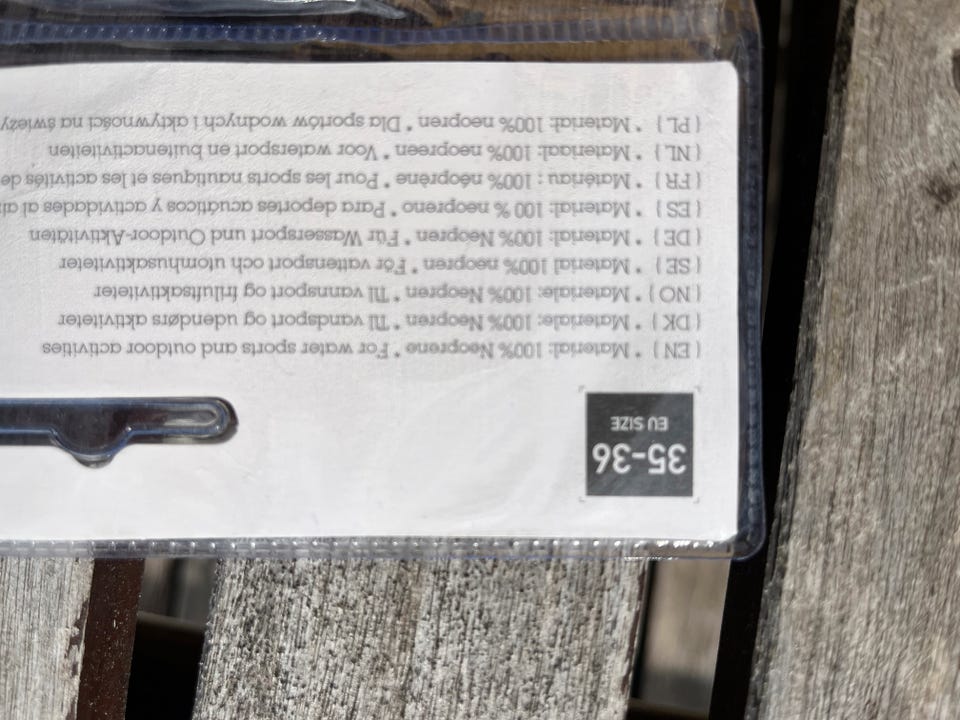 35-36
EU SIZE
( EN ) * Material: 100% Neoprene * For water sports and outdoor activities
( DK ) * Materiale: 100% Neopren * Til vandsport og udendørs aktiviteter
( NO ) * Materiale: 100% Neopren * Til vannsport og friluftsaktiviteter
( SE ) * Material 100% neopren * För vattensport och utomhusaktiviteter
( DE ) * Material: 100% Neopren * Für Wassersport und Outdoor-Aktivitäten
( ES ) * Material: 100 % neopreno * Para deportes acuáticos y actividades al
( FR ) * Matériau : 100% néoprène * Pour les sports nautiques et les activités de
( NL ) * Materiaal: 100% neopreen * Voor watersport en buitenactiviteiten
( PL ) * Materiał: 100% neopren * Dla sportów wodnych i aktywności na